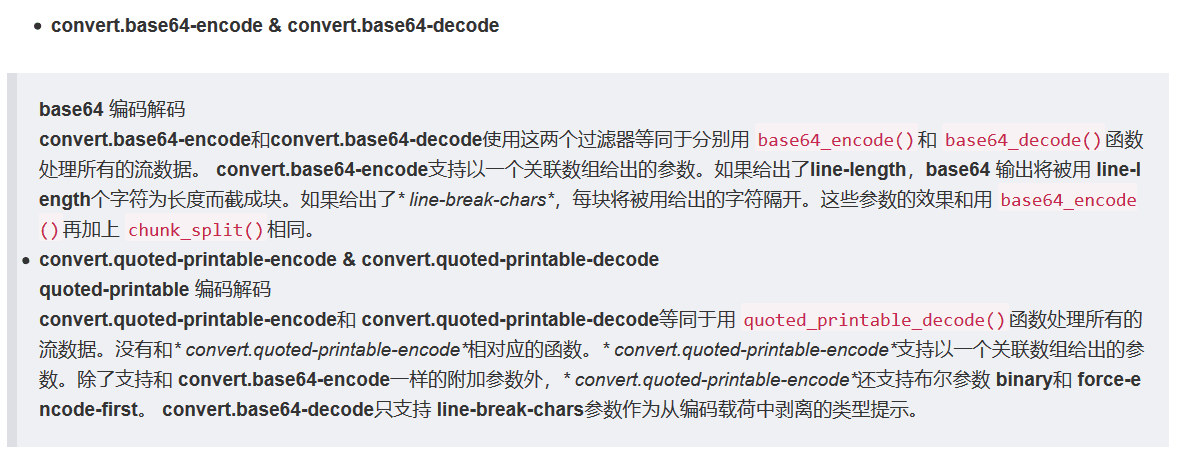 convert.base64-encode & convert.base64-decode
base64 编码解码
convert.base64-encode和convert.base64-decode使用这两个过滤器等同于分别用 base64_encode()和 base64_decode()函数
处理所有的流数据。 convert.base64-encode支持以一个关联数组给出的参数。如果给出了line-length，base64 输出将被用 line-l
ength个字符为长度而截成块。如果给出了* line-break-chars*，每块将被用给出的字符隔开。这些参数的效果和用 base64_encode
()再加上 chunk_split()相同。
convert.quoted-printable-encode & convert.quoted-printable-decode
quoted-printable 编码解码
convert.quoted-printable-encode和 convert.quoted-printable-decode等同于用 quoted_printable_decode()函数处理所有的
流数据。没有和* convert.quoted-printable-encode*相对应的函数。* convert.quoted-printable-encode*支持以一个关联数组给出的参
数。除了支持和 convert.base64-encode一样的附加参数外，* convert.quoted-printable-encode*还支持布尔参数 binary和 force-e
ncode-first。 convert.base64-decode只支持 line-break-chars参数作为从编码载荷中剥离的类型提示。